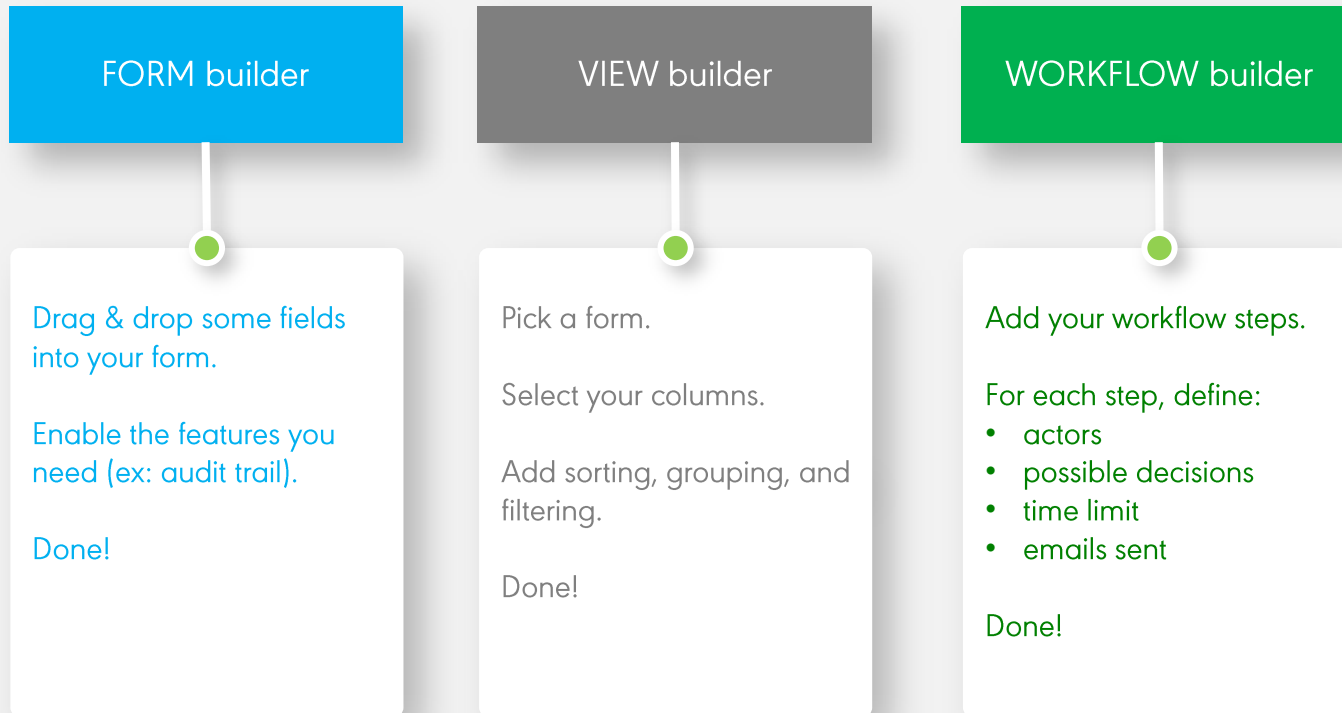 FORM builder
Drag & drop some fields
into your form.
Enable the features you
need (ex: audit trail).
Done!
VIEW builder
Pick a form.
Select your columns.
Add sorting, grouping, and
filtering.
Done!
WORKFLOW builder
Add your workflow steps.
For each step, define:
• actors
• possible decisions
• time limit
• emails sent
Done!